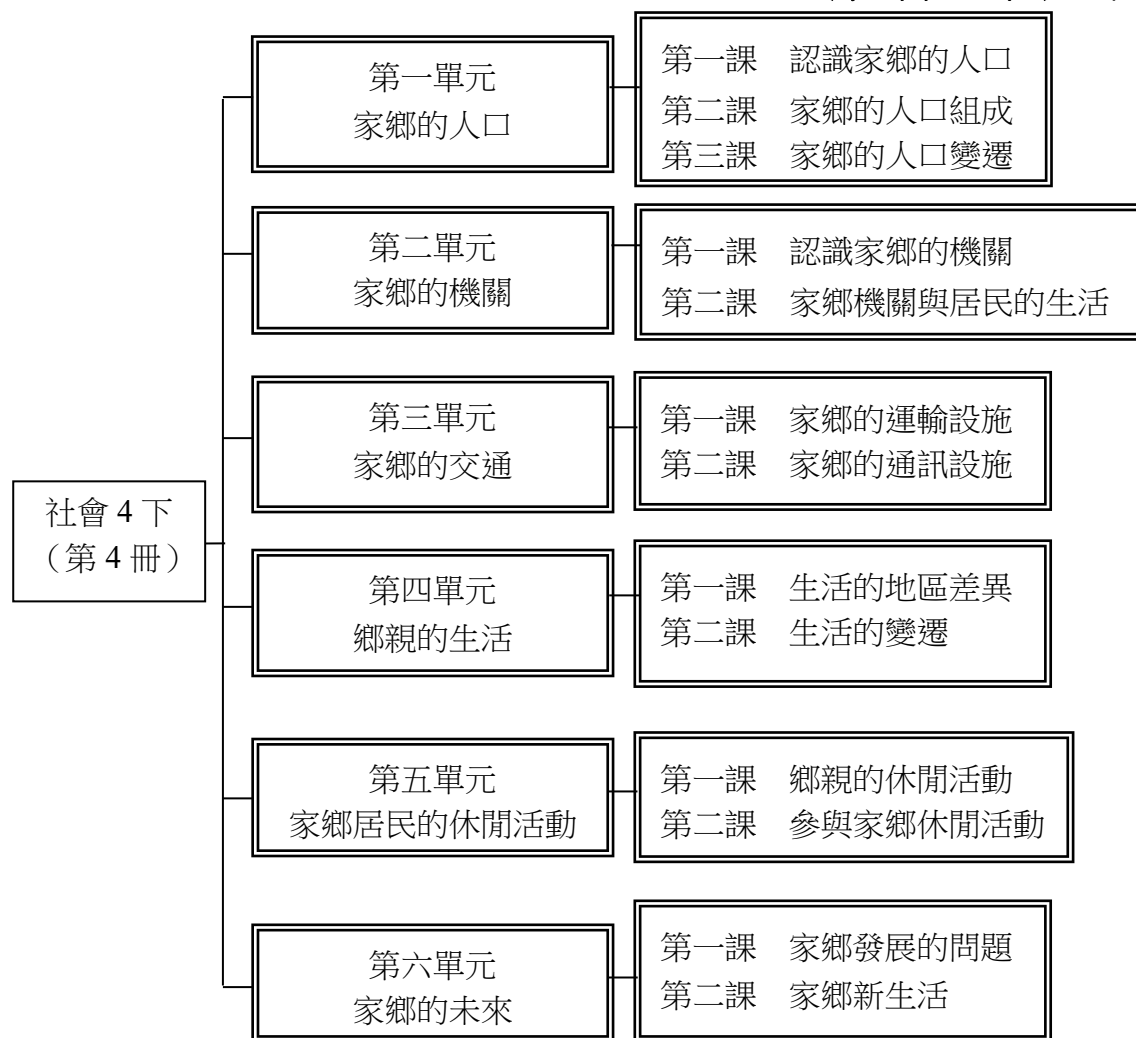 社會 4 下
（第 4 冊）
第一單元
家鄉的人口
第一課　認識家鄉的人口
第二課　家鄉的人口組成
第三課　家鄉的人口變遷
第二單元
家鄉的機關
第一課　認識家鄉的機關
第二課　家鄉機關與居民的生活
第三單元
家鄉的交通
第一課　家鄉的運輸設施
第二課　家鄉的通訊設施
第四單元
鄉親的生活
第一課　生活的地區差異
第二課　生活的變遷
第五單元
家鄉居民的休閒活動
第一課　鄉親的休閒活動
第二課　參與家鄉休閒活動
第六單元
家鄉的未來
第一課　家鄉發展的問題
第二課　家鄉新生活